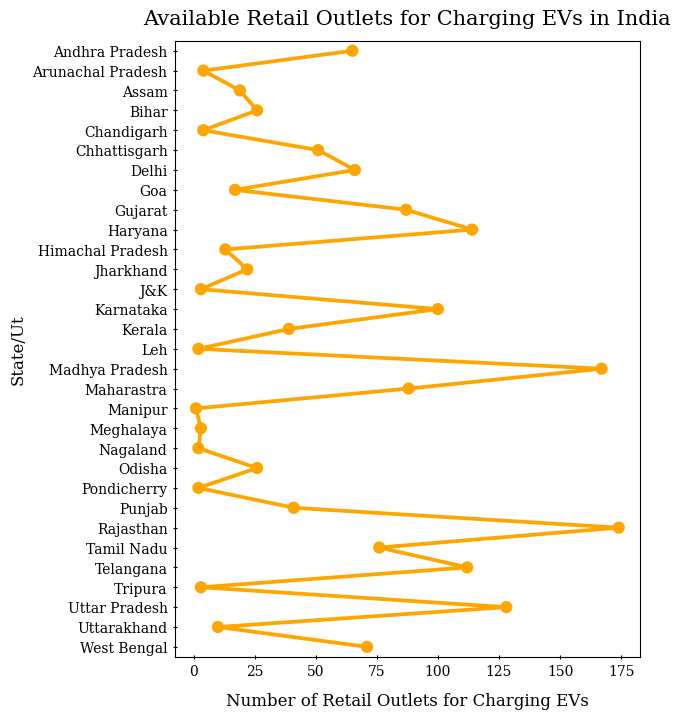 Available Retail Outlets for Charging EVs in India
Andhra Pradesh
Arunachal Pradesh
Assam
Bihar
Chandigarh
Chhattisgarh
Delhi
Goa
Gujarat
Haryana
Himachal Pradesh
Jharkhand
J&K
Karnataka
Kerala
Leh
Madhya Pradesh
Maharastra
Manipur
Meghalaya
Nagaland
Odisha
Pondicherry
Punjab
Rajasthan
Tamil Nadu
Telangana
Tripura
Uttar Pradesh
Uttarakhand
West Bengal
State/Ut
0 25 50 75 100 125 150 175
Number of Retail Outlets for Charging EVs